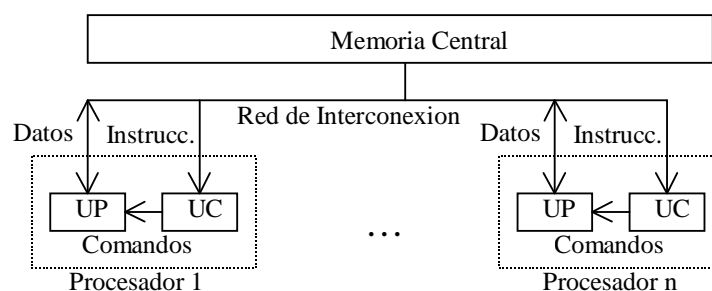 Memoria Central
Red de Interconexion
Datos
Instrucc.
Datos
Instrucc.
UP
UC
UP
UC
Comandos
...
Comandos
Procesador 1
Procesador n